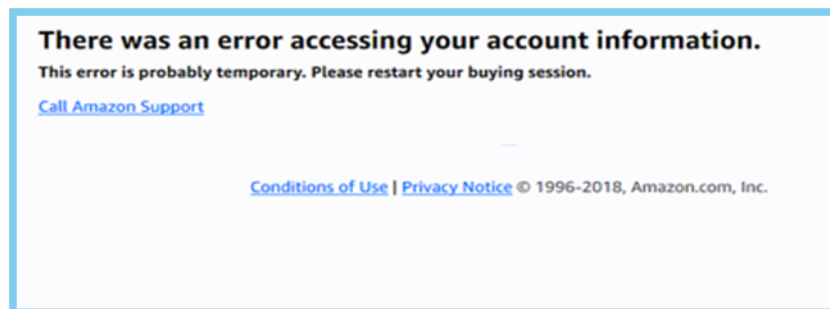 There was an error accessing your account information.
This error is probably temporary. Please restart your buying session.
Call Amazon Support
Conditions of Use | Privacy Notice © 1996-2018, Amazon.com, Inc.